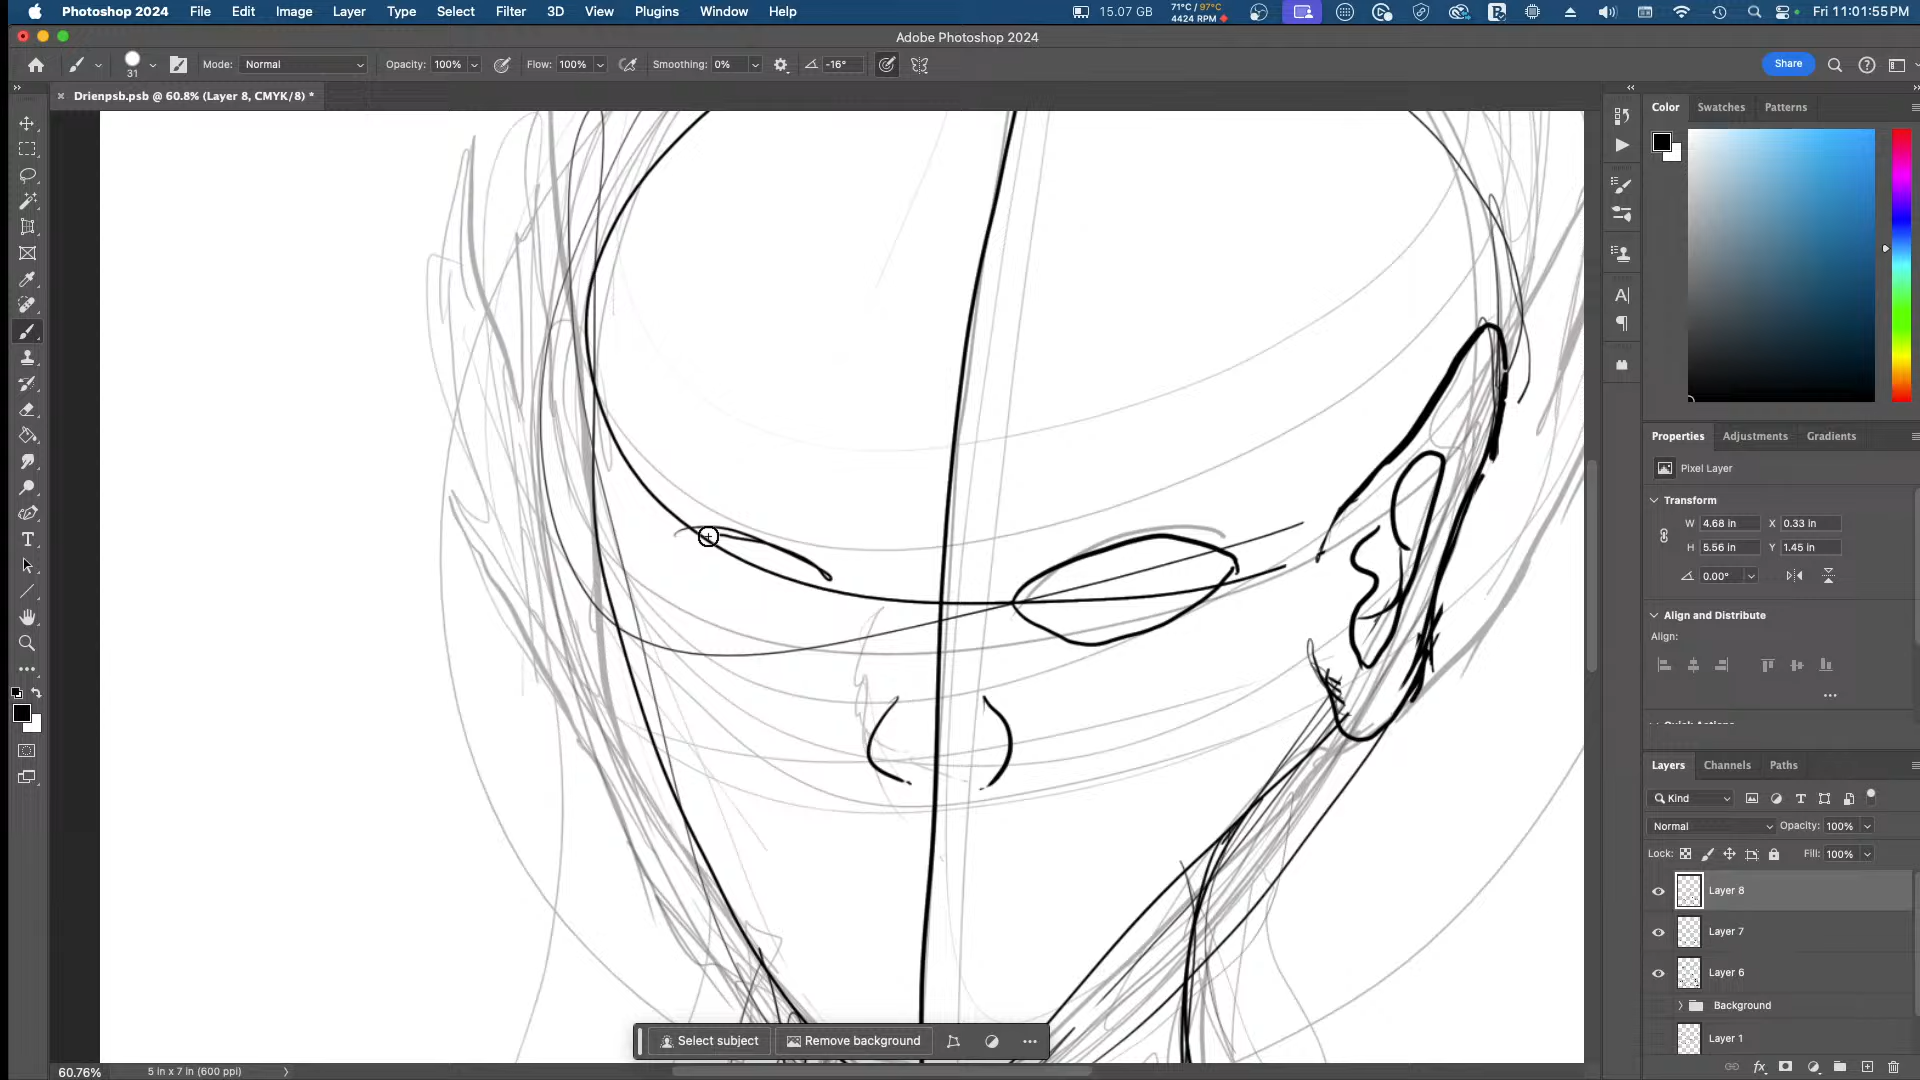 Photoshop 2024 File Edit Image Layer Type Select Filter 3D View Plugins Window Help 15.07 GB 71°C / 97°C 4424 RPM Fri 11:01:55 PM
Adobe Photoshop 2024
31 Mode: Normal Opacity: 100% Flow: 100% Smoothing: 0% -16° Share
Drienpsb.psb @ 60.8% (Layer 8, CMYK/8) *
Color Swatches Patterns
Properties Adjustments Gradients
Pixel Layer
Transform
W 4.68 in X 0.33 in
H 5.56 in Y 1.45 in
0.00°
Align and Distribute
Align:
Layers Channels Paths
Kind
Normal Opacity: 100%
Lock: Fill: 100%
Layer 8
Layer 7
Layer 6
Background
Layer 1
Select subject Remove background
60.76% 5 in x 7 in (600 ppi)